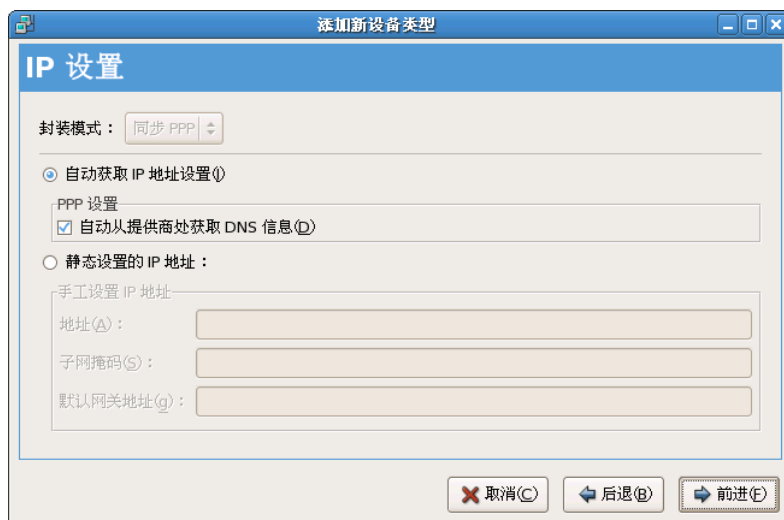 添加新设备类型
IP 设置
封装模式： 同步 PPP
自动获取 IP 地址设置(I)
PPP 设置
自动从提供商处获取 DNS 信息(D)
静态设置的 IP 地址：
手工设置 IP 地址
地址(A)：
子网掩码(S)：
默认网关地址(g)：
取消(C) 后退(B) 前进(F)